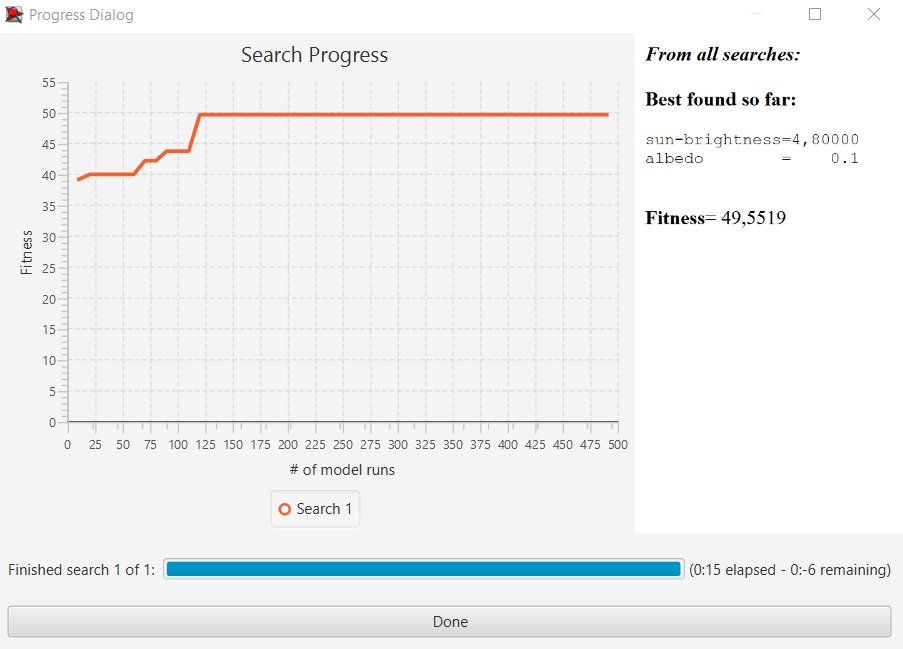 Progress Dialog
Search Progress
From all searches:
Best found so far:
sun-brightness=4,80000
albedo = 0.1
Fitness= 49,5519
Fitness
55
50
45
40
35
30
25
20
15
10
5
0
0 25 50 75 100 125 150 175 200 225 250 275 300 325 350 375 400 425 450 475 500
# of model runs
Search 1
Finished search 1 of 1: (0:15 elapsed - 0:-6 remaining)
Done